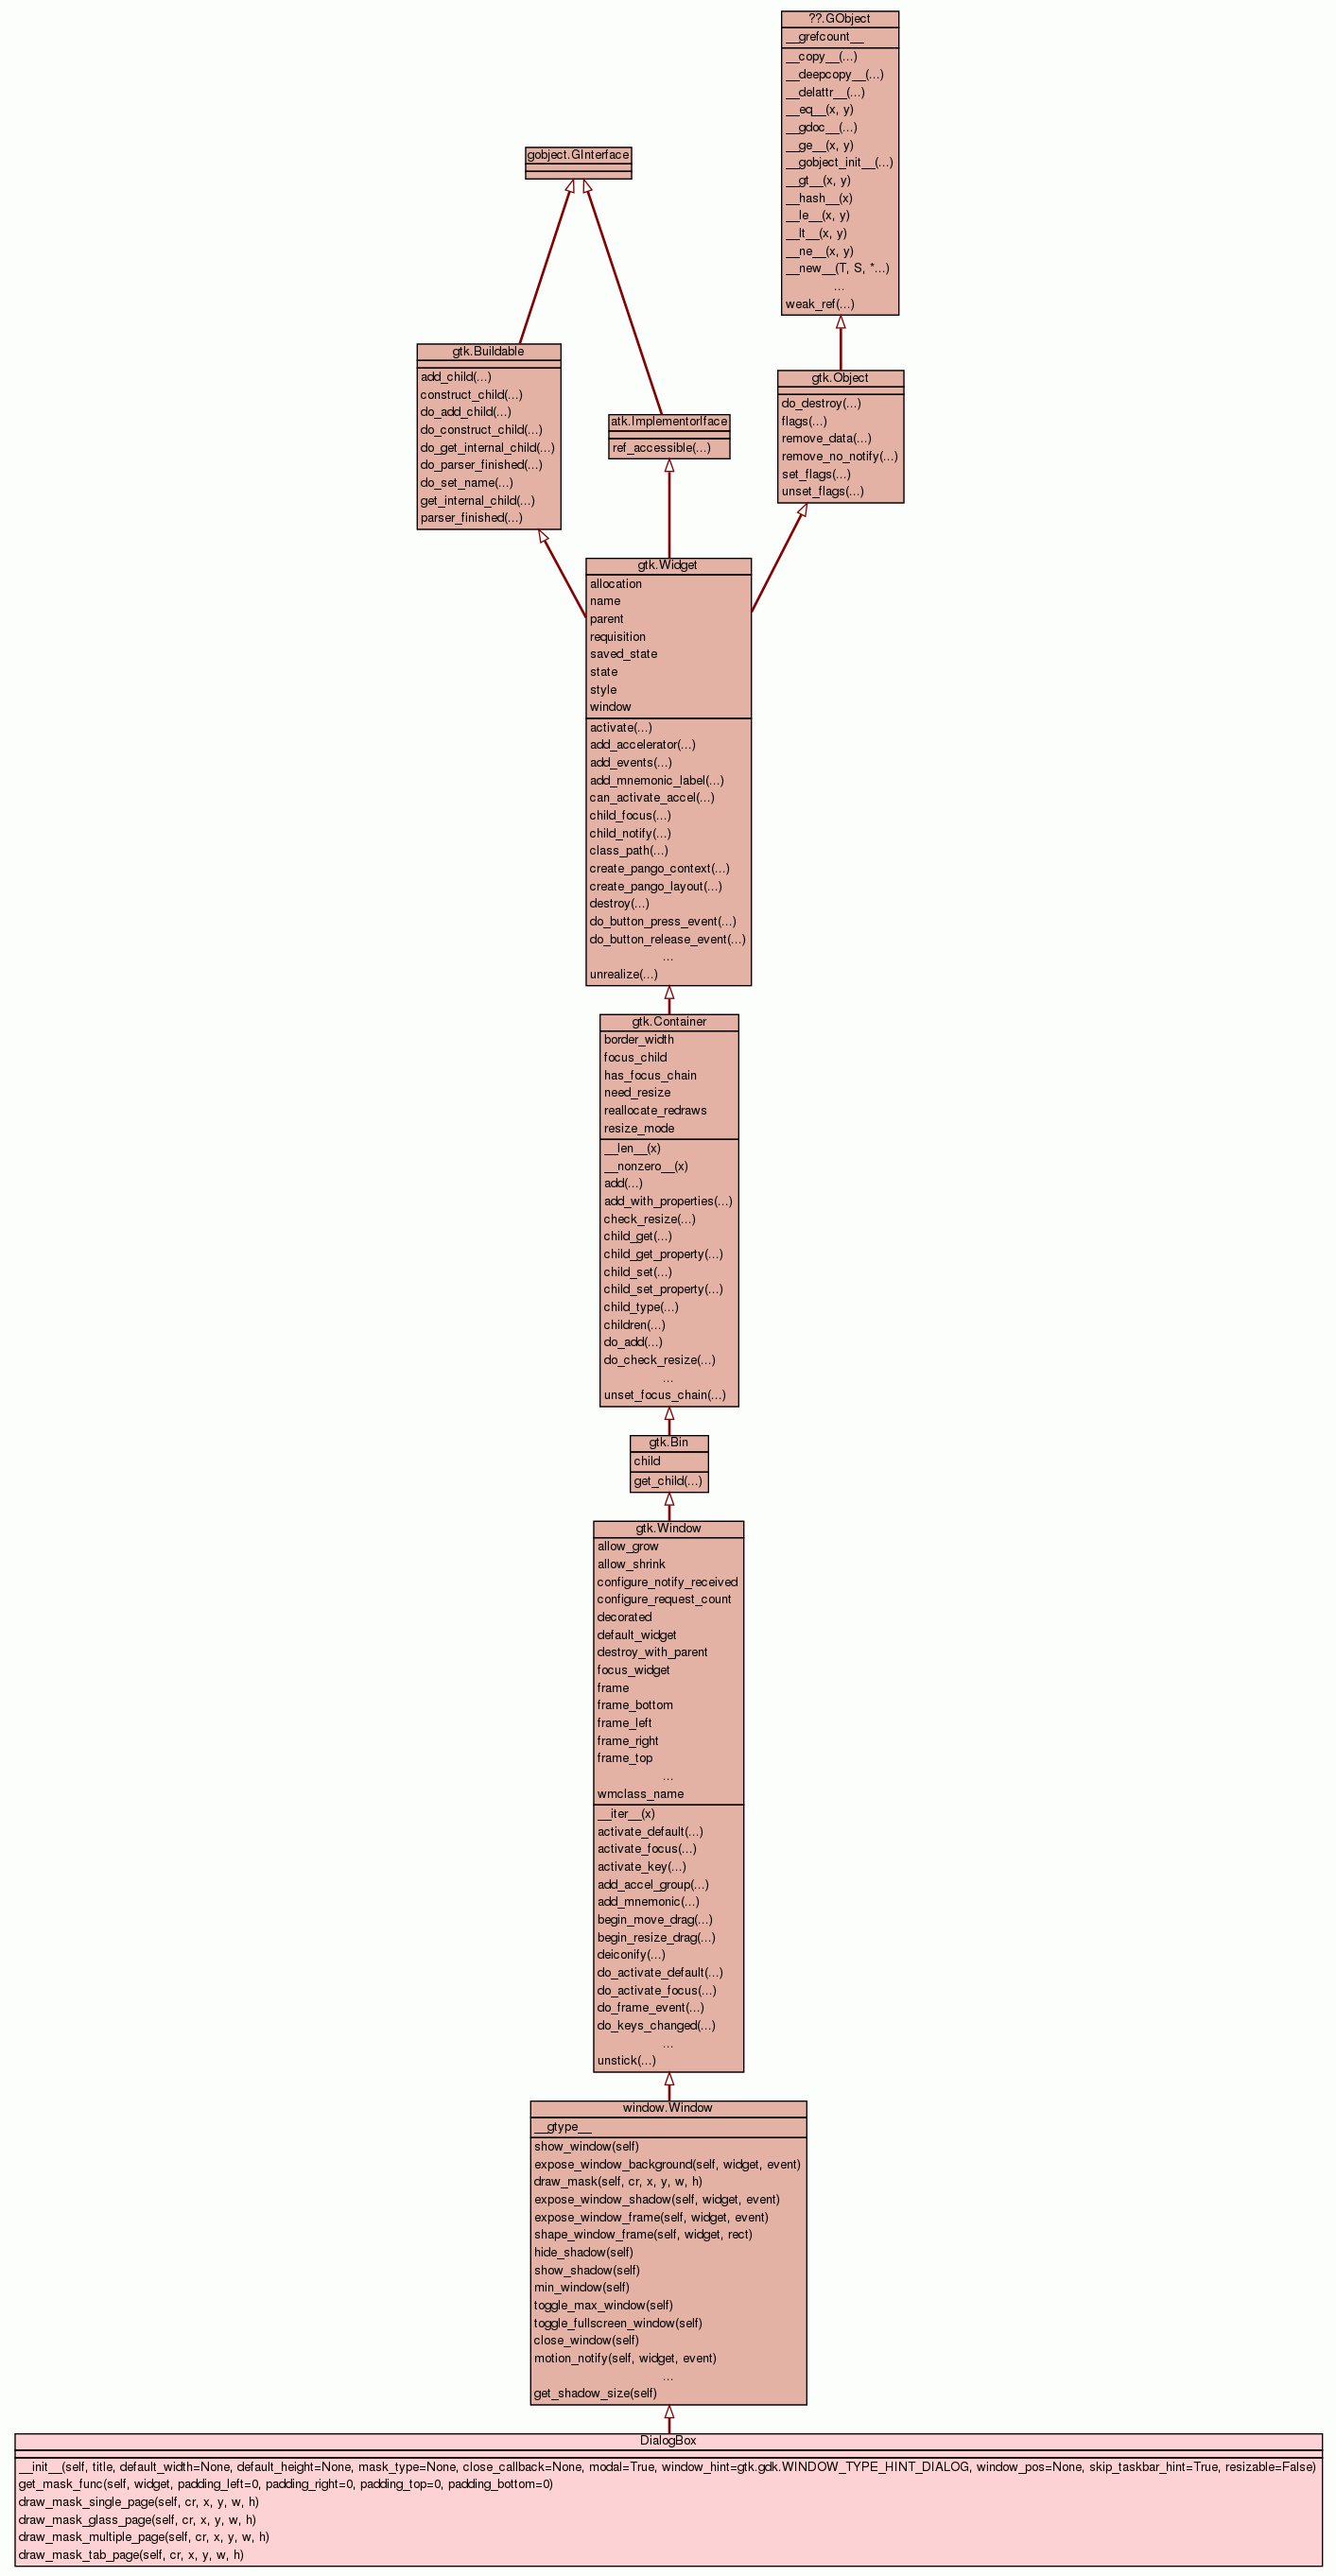 ??.GObject
__grefcount__
__copy__(...)
__deepcopy__(...)
__delattr__(...)
__eq__(x, y)
__gdoc__(...)
__ge__(x, y)
__gobject_init__(...)
__gt__(x, y)
__hash__(x)
__le__(x, y)
__lt__(x, y)
__ne__(x, y)
__new__(T, S, *...)
...
weak_ref(...)
gobject.GInterface
gtk.Buildable
add_child(...)
construct_child(...)
do_add_child(...)
do_construct_child(...)
do_get_internal_child(...)
do_parser_finished(...)
do_set_name(...)
get_internal_child(...)
parser_finished(...)
atk.ImplementorIface
ref_accessible(...)
gtk.Object
do_destroy(...)
flags(...)
remove_data(...)
remove_no_notify(...)
set_flags(...)
unset_flags(...)
gtk.Widget
allocation
name
parent
requisition
saved_state
state
style
window
activate(...)
add_accelerator(...)
add_events(...)
add_mnemonic_label(...)
can_activate_accel(...)
child_focus(...)
child_notify(...)
class_path(...)
create_pango_context(...)
create_pango_layout(...)
destroy(...)
do_button_press_event(...)
do_button_release_event(...)
...
unrealize(...)
gtk.Container
border_width
focus_child
has_focus_chain
need_resize
reallocate_redraws
resize_mode
__len__(x)
__nonzero__(x)
add(...)
add_with_properties(...)
check_resize(...)
child_get(...)
child_get_property(...)
child_set(...)
child_set_property(...)
child_type(...)
children(...)
do_add(...)
do_check_resize(...)
...
unset_focus_chain(...)
gtk.Bin
child
get_child(...)
gtk.Window
allow_grow
allow_shrink
configure_notify_received
configure_request_count
decorated
default_widget
destroy_with_parent
focus_widget
frame
frame_bottom
frame_left
frame_right
frame_top
...
wmclass_name
__iter__(x)
activate_default(...)
activate_focus(...)
activate_key(...)
add_accel_group(...)
add_mnemonic(...)
begin_move_drag(...)
begin_resize_drag(...)
deiconify(...)
do_activate_default(...)
do_activate_focus(...)
do_frame_event(...)
do_keys_changed(...)
...
unstick(...)
window.Window
__gtype__
show_window(self)
expose_window_background(self, widget, event)
draw_mask(self, cr, x, y, w, h)
expose_window_shadow(self, widget, event)
expose_window_frame(self, widget, event)
shape_window_frame(self, widget, rect)
hide_shadow(self)
show_shadow(self)
min_window(self)
toggle_max_window(self)
toggle_fullscreen_window(self)
close_window(self)
motion_notify(self, widget, event)
...
get_shadow_size(self)
DialogBox
__init__(self, title, default_width=None, default_height=None, mask_type=None, close_callback=None, modal=True, window_hint=gtk.gdk.WINDOW_TYPE_HINT_DIALOG, window_pos=None, skip_taskbar_hint=True, resizable=False)
get_mask_func(self, widget, padding_left=0, padding_right=0, padding_top=0, padding_bottom=0)
draw_mask_single_page(self, cr, x, y, w, h)
draw_mask_glass_page(self, cr, x, y, w, h)
draw_mask_multiple_page(self, cr, x, y, w, h)
draw_mask_tab_page(self, cr, x, y, w, h)